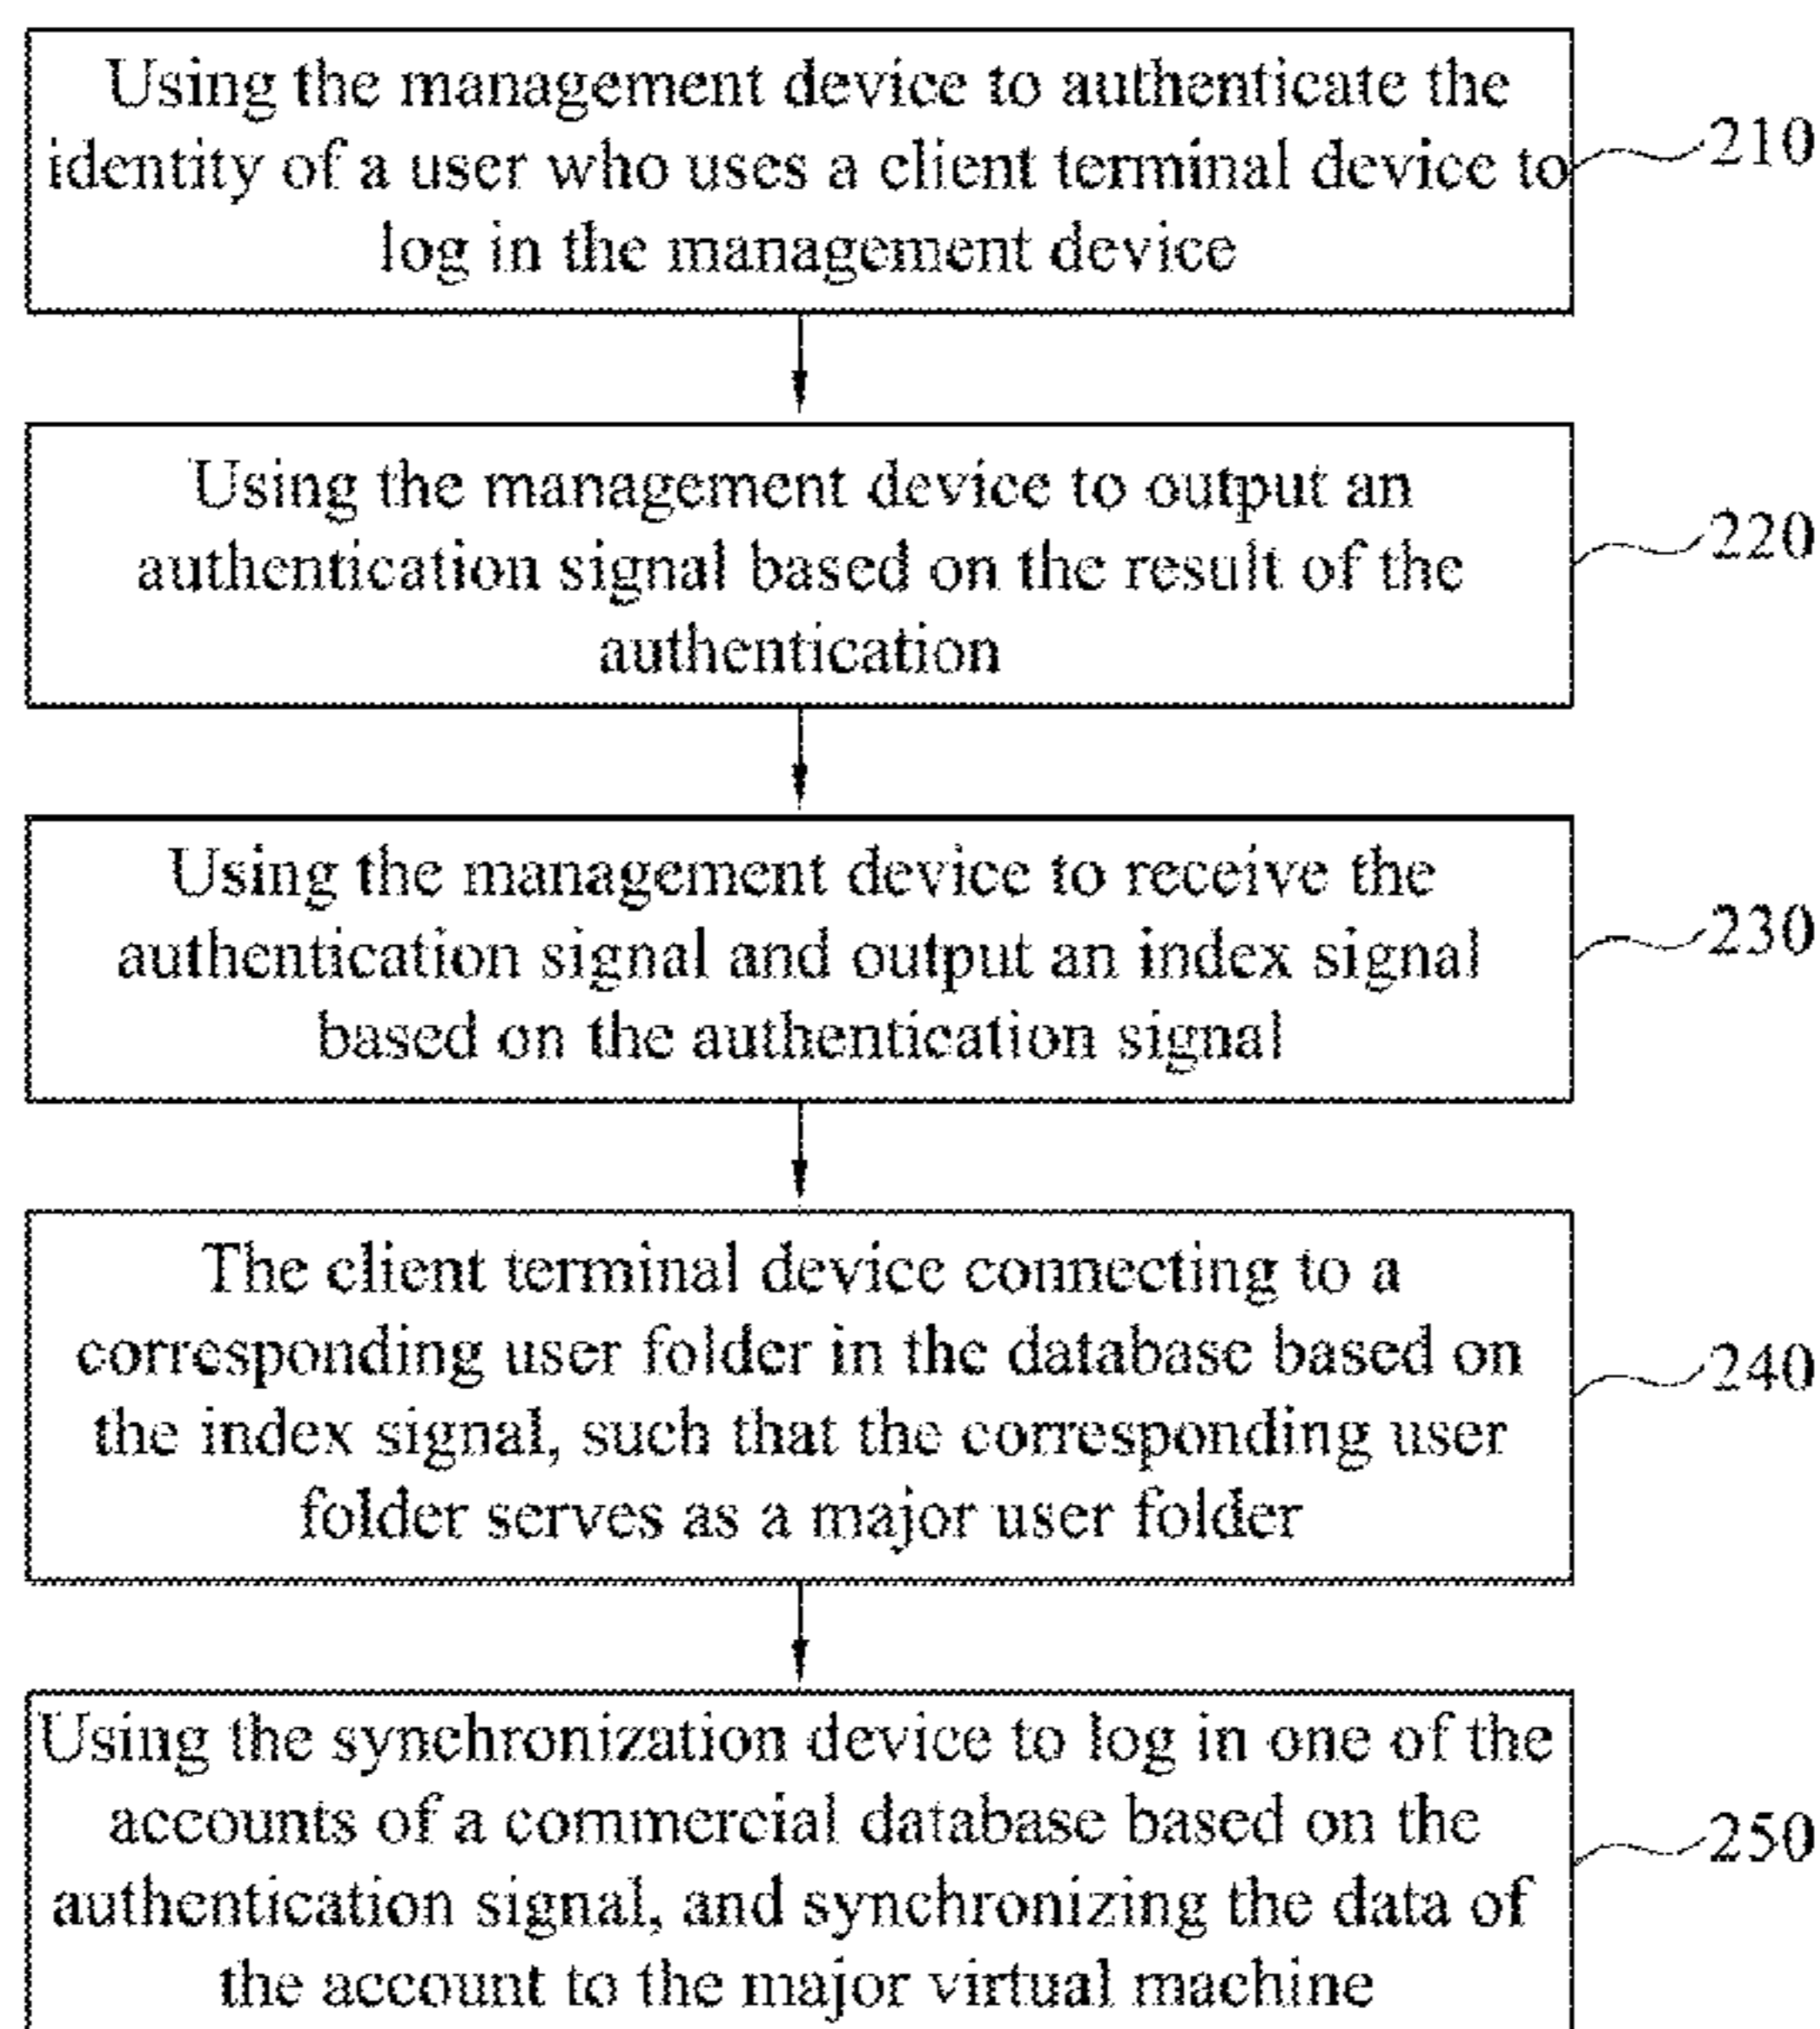 Using the management device to authenticate the
identity of a user who uses a client terminal device to
log in the management device
210
Using the management device to output an
authentication signal based on the result of the
authentication
220
Using the management device to receive the
authentication signal and output an index signal
based on the authentication signal
230
The client terminal device connecting to a
corresponding user folder in the database based on
the index signal, such that the corresponding user
folder serves as a major user folder
240
Using the synchronization device to log in one of the
accounts of a commercial database based on the
authentication signal, and synchronizing the data of
the account to the major virtual machine
250